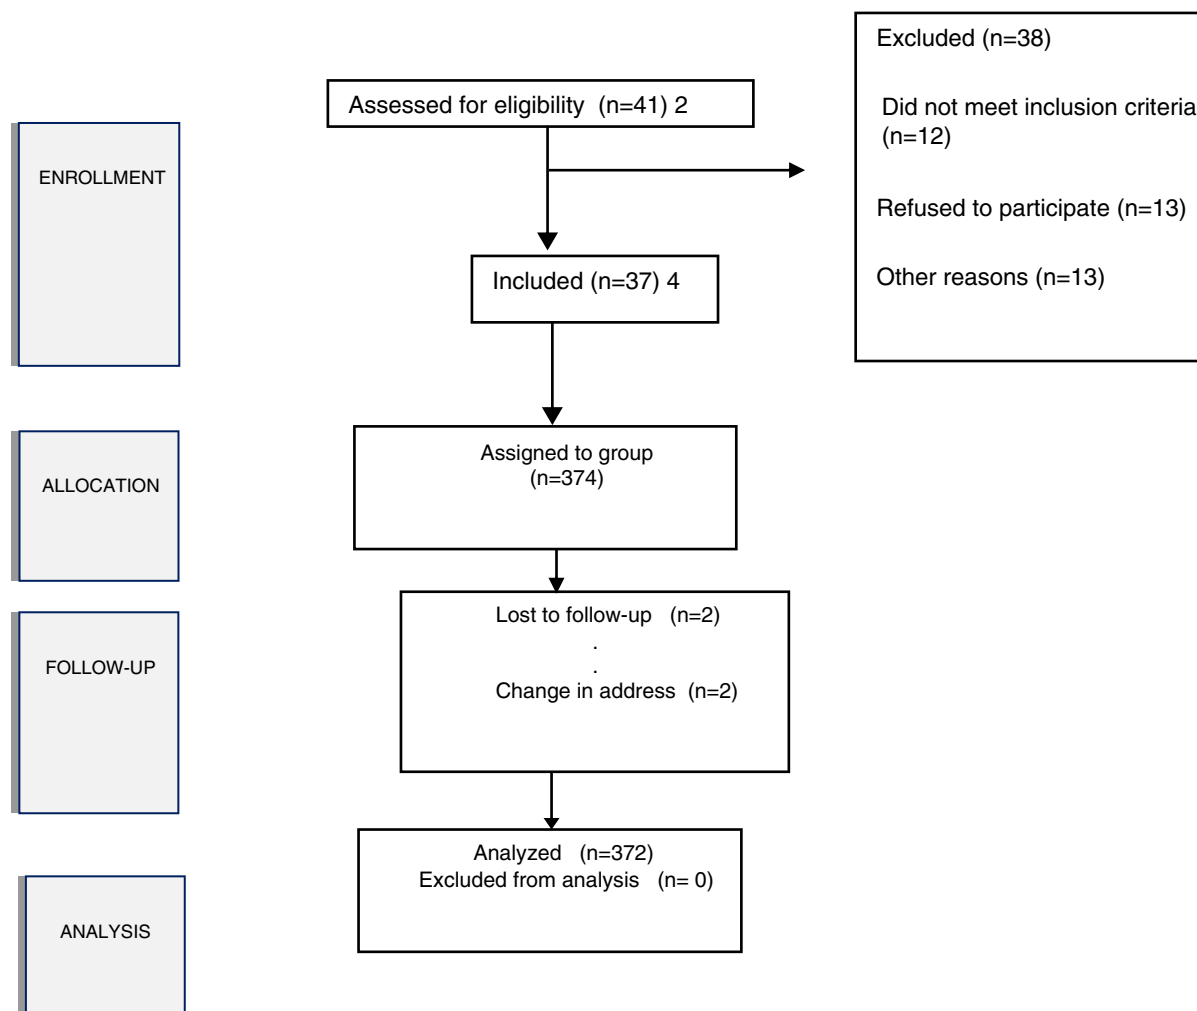 Excluded (n=38)
Assessed for eligibility (n=41) 2
Did not meet inclusion criteria
(n=12)
ENROLLMENT
Refused to participate (n=13)
Included (n=37) 4
Other reasons (n=13)
ALLOCATION
Assigned to group
(n=374)
FOLLOW-UP
Lost to follow-up (n=2)
.
.
Change in address (n=2)
Analyzed (n=372)
Excluded from analysis (n= 0)
ANALYSIS